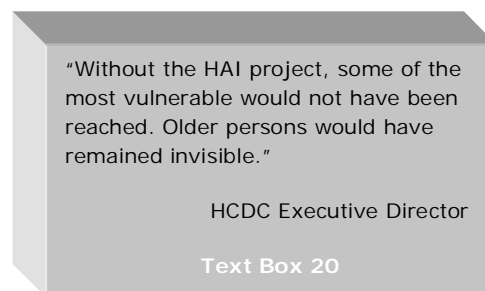 “Without the HAI project, some of the
most vulnerable would not have been
reached. Older persons would have
remained invisible.”
HCDC Executive Director
Text Box 20